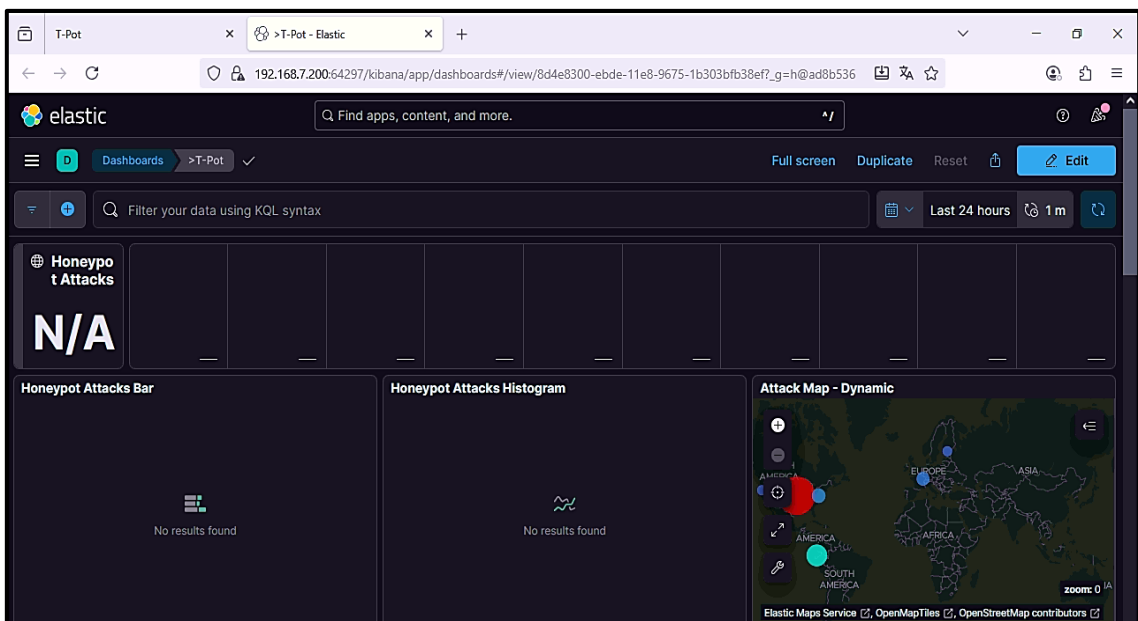 T-Pot
>T-Pot - Elastic
192.168.7.200:64297/kibana/app/dashboards#/view/8d4e8300-ebde-11e8-9675-1b303bfb38ef?_g=h@ad8b536
elastic
Find apps, content, and more.
^/
D
Dashboards
>T-Pot
Full screen
Duplicate
Reset
Edit
Filter your data using KQL syntax
Last 24 hours
1 m
Honeypo
t Attacks
N/A
Honeypot Attacks Bar
No results found
Honeypot Attacks Histogram
No results found
Attack Map - Dynamic
EUROPE
ASIA
AMERICA
AFRICA
SOUTH
AMERICA
zoom: 0
Elastic Maps Service, OpenMapTiles, OpenStreetMap contributors